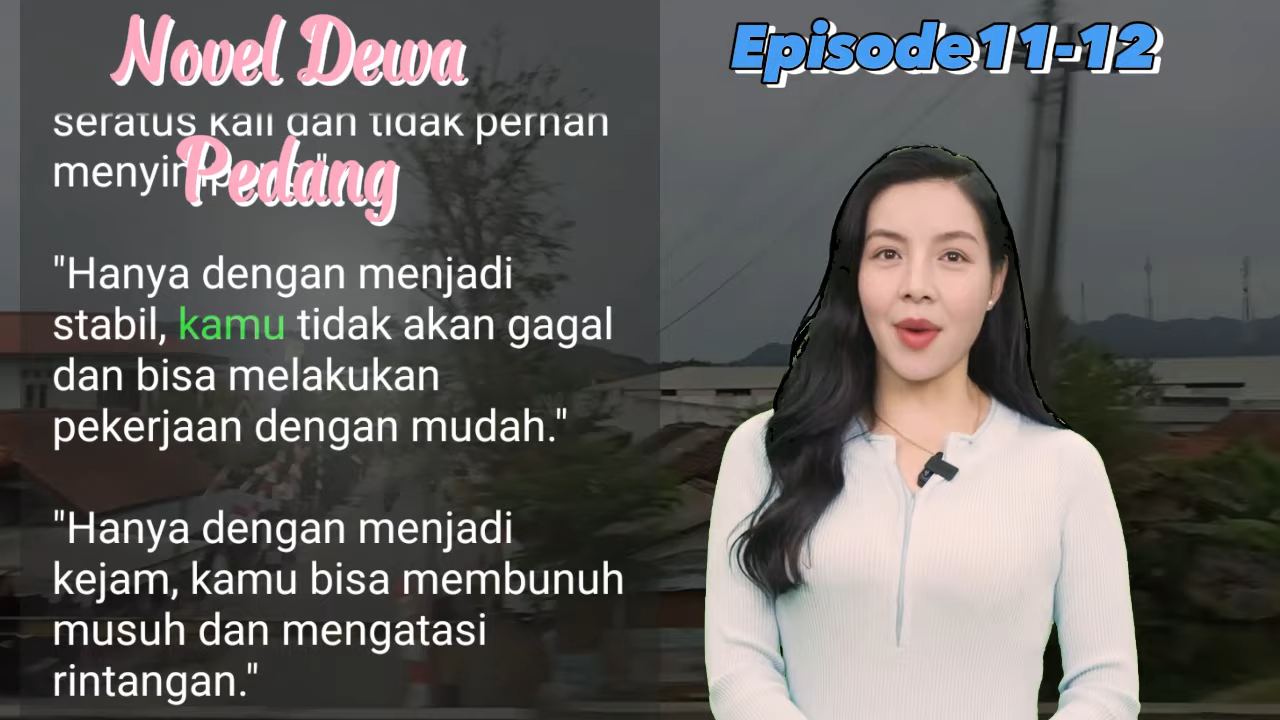 Novel Dewa
Pedang
Episode11-12
seratus kali dan tidak pernah
"Hanya dengan menjadi
stabil, kamu tidak akan gagal
dan bisa melakukan
pekerjaan dengan mudah."
"Hanya dengan menjadi
kejam, kamu bisa membunuh
musuh dan mengatasi
rintangan."